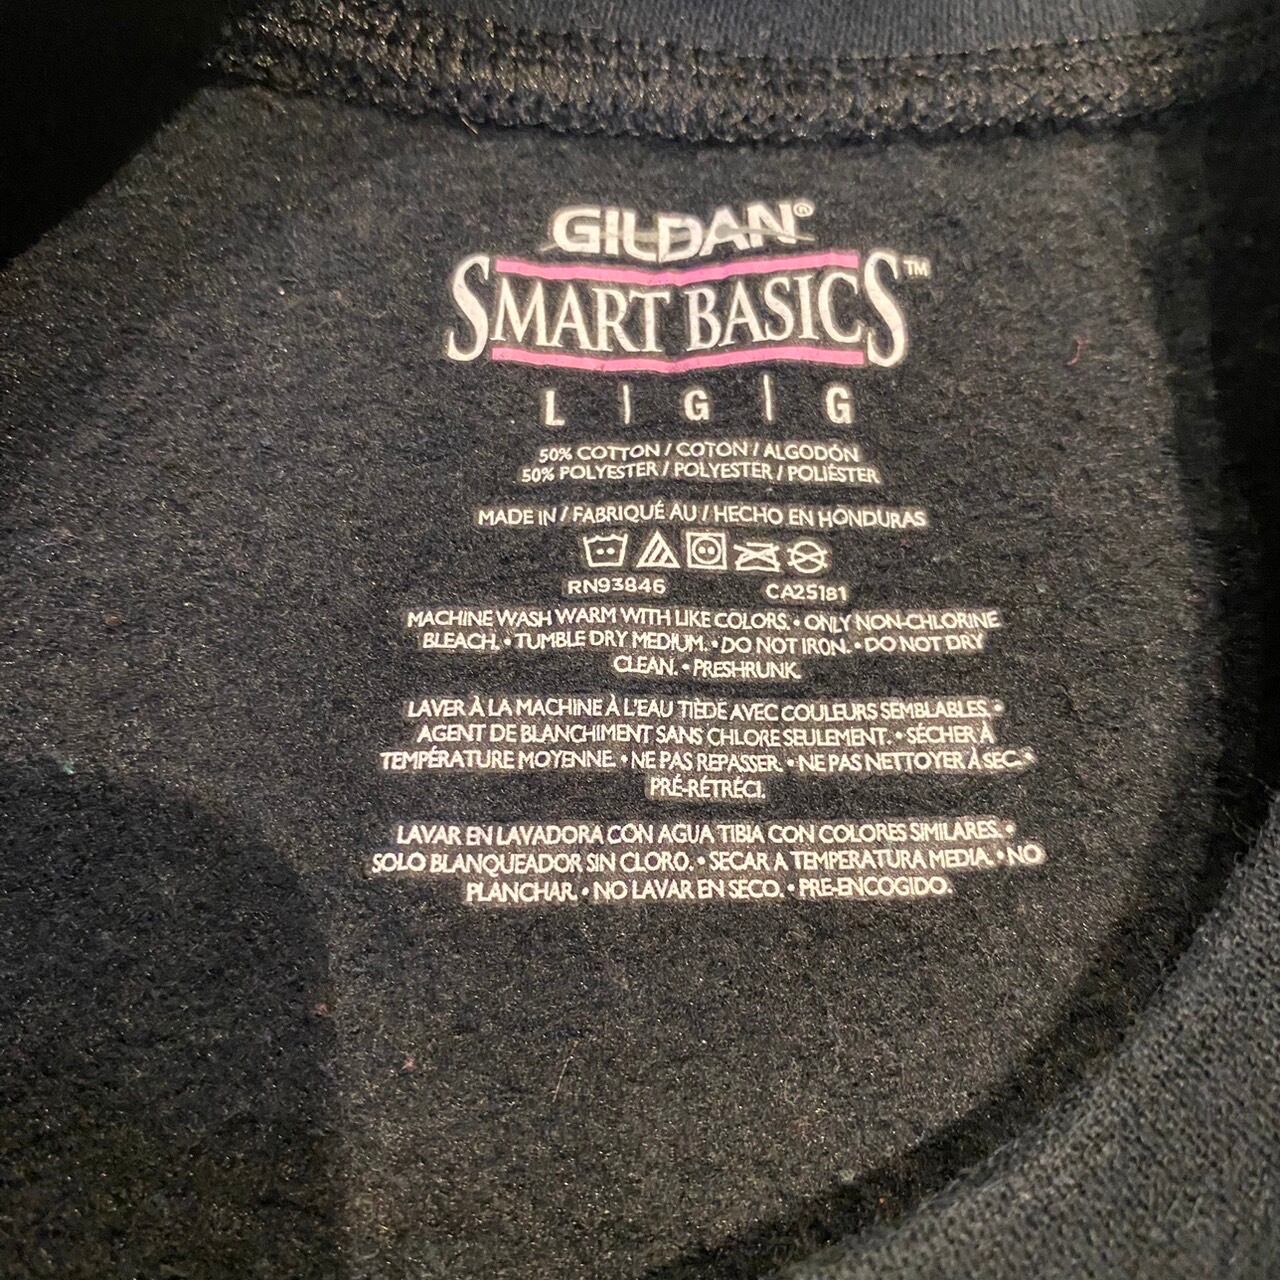 GILDAN®
SMART BASICS™
L | G | G
50% COTTON / COTON / ALGODÓN
50% POLYESTER / POLYESTER / POLIÉSTER
MADE IN / FABRIQUÉ AU / HECHO EN HONDURAS
RN93846 CA25181
MACHINE WASH WARM WITH LIKE COLORS. • ONLY NON-CHLORINE
BLEACH. • TUMBLE DRY MEDIUM. • DO NOT IRON. • DO NOT DRY
CLEAN. • PRESHRUNK.
LAVER À LA MACHINE À L'EAU TIÈDE AVEC COULEURS SEMBLABLES. •
AGENT DE BLANCHIMENT SANS CHLORE SEULEMENT. • SÉCHER À
TEMPÉRATURE MOYENNE. • NE PAS REPASSER. • NE PAS NETTOYER À SEC. •
PRÉ-RÉTRÉCI.
LAVAR EN LAVADORA CON AGUA TIBIA CON COLORES SIMILARES. •
SOLO BLANQUEADOR SIN CLORO. • SECAR A TEMPERATURA MEDIA. • NO
PLANCHAR. • NO LAVAR EN SECO. • PRE-ENCOGIDO.